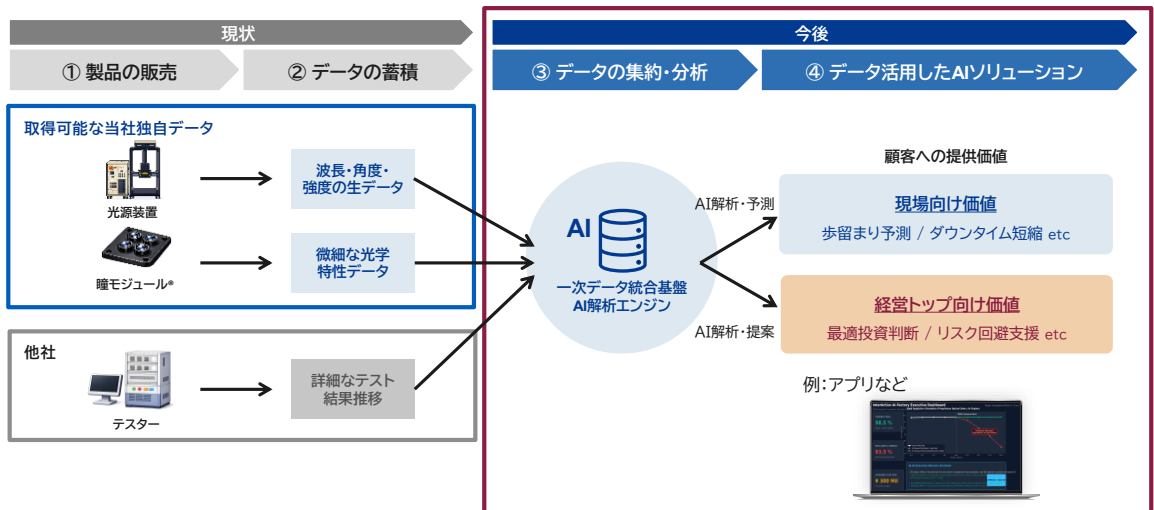 現状
今後
① 製品の販売
② データの蓄積
③ データの集約・分析
④ データ活用したAIソリューション
取得可能な当社独自データ
光源装置
波長・角度・
強度の生データ
瞳モジュール®
微細な光学
特性データ
他社
テスター
詳細なテスト
結果推移
AI
一次データ統合基盤
AI解析エンジン
AI解析・予測
AI解析・提案
顧客への提供価値
現場向け価値
歩留まり予測 / ダウンタイム短縮 etc
経営トップ向け価値
最適投資判断 / リスク回避支援 etc
例：アプリなど